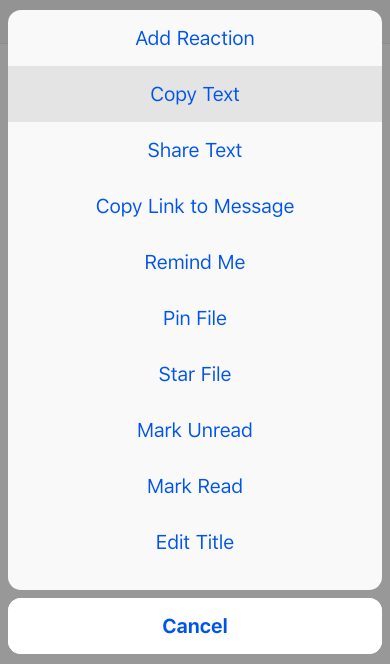 Add Reaction
Copy Text
Share Text
Copy Link to Message
Remind Me
Pin File
Star File
Mark Unread
Mark Read
Edit Title
Cancel